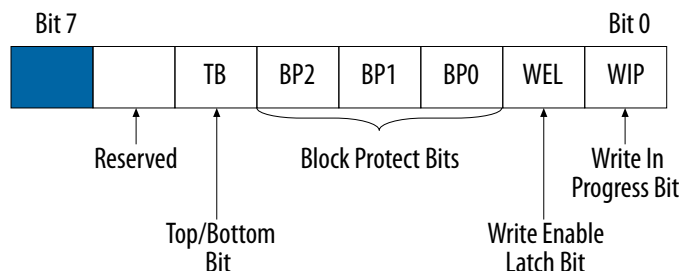 Bit 7 Bit 0
TB BP2 BP1 BP0 WEL WIP
Reserved Block Protect Bits Write In
Progress Bit
Top/Bottom Write Enable
Bit Latch Bit